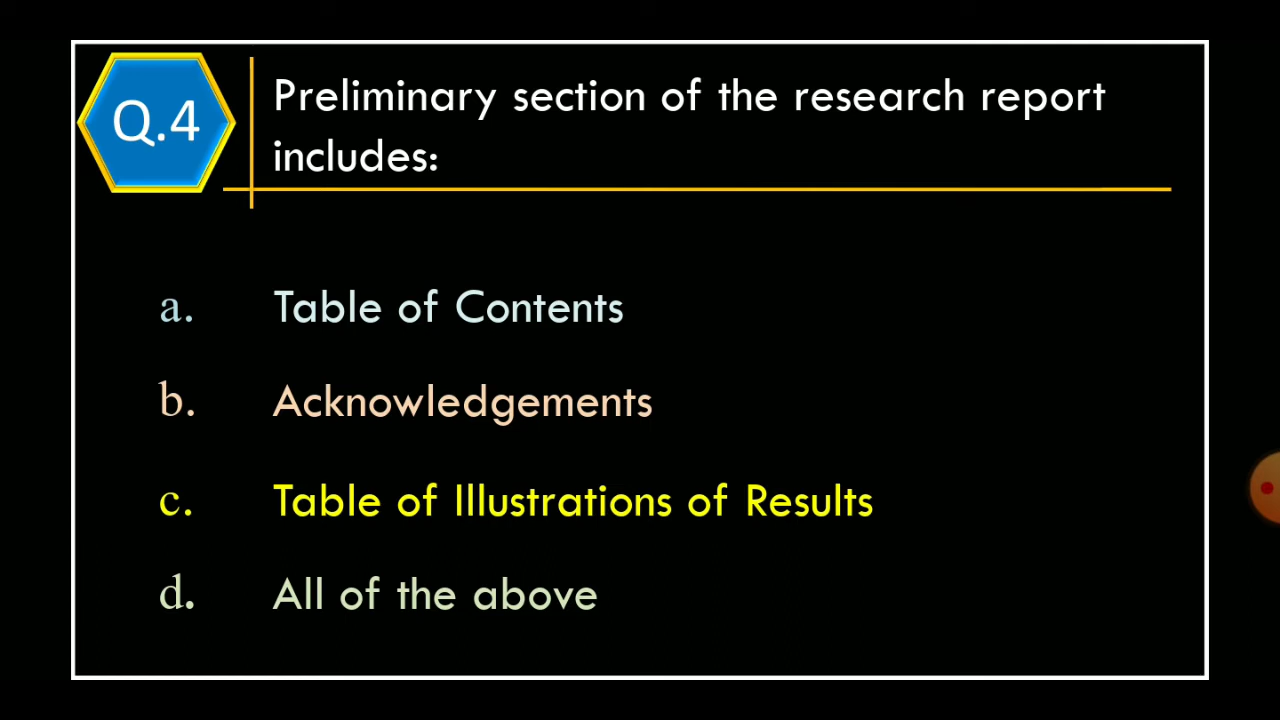 Q.4
Preliminary section of the research report
includes:
a. Table of Contents
b. Acknowledgements
c. Table of Illustrations of Results
d. All of the above